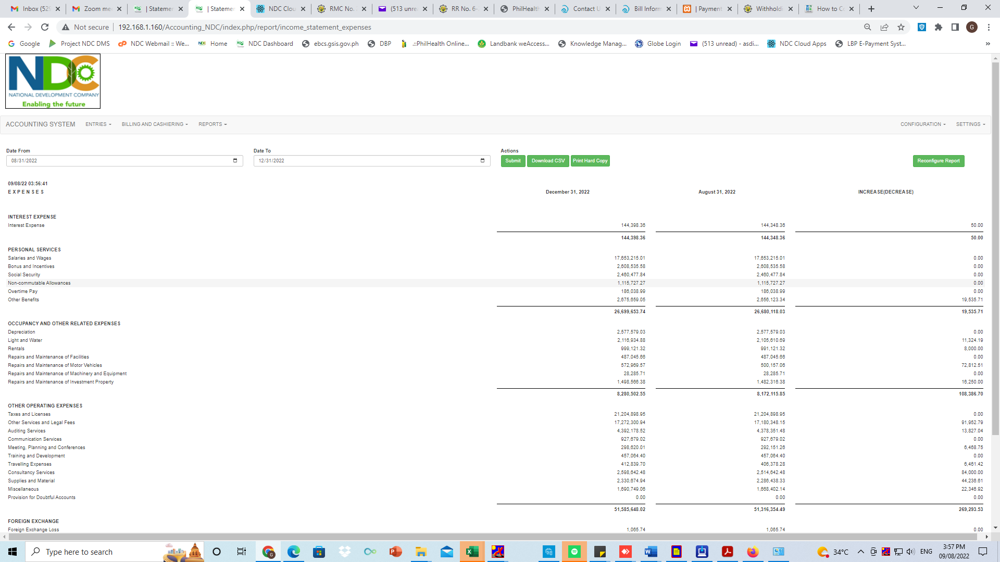 Inbox (529
Zoom me
| Statemen
| Statemen
NDC Clou
RMC No.
(513 unre
RR No. 6-
PhilHealth
Contact U
Bill Inform
| Payment
Withholdi
How to Co
Not secure
192.168.1.160/Accounting_NDC/index.php/report/income_statement_expenses
G
Google
Project NDC DMS
NDC Webmail :: We...
Home
NDC Dashboard
ebcs.gsis.gov.ph
DBP
.::PhilHealth Online...
Landbank weAccess...
Knowledge Manag...
Globe Login
(513 unread) - asdi...
NDC Cloud Apps
LBP E-Payment Syst...
NDC
NATIONAL DEVELOPMENT COMPANY
Enabling the future
ACCOUNTING SYSTEM ENTRIES BILLING AND CASHIERING REPORTS CONFIGURATION SETTINGS
Date From Date To Actions
08/31/2022 12/31/2022 Submit Download CSV Print Hard Copy Reconfigure Report
09/08/22 03:56:41
E X P E N S E S December 31, 2022 August 31, 2022 INCREASE(DECREASE)
INTEREST EXPENSE
Interest Expense 144,398.36 144,348.36 50.00
144,398.36 144,348.36 50.00
PERSONAL SERVICES
Salaries and Wages 17,653,215.01 17,653,215.01 0.00
Bonus and Incentives 2,608,535.58 2,608,535.58 0.00
Social Security 2,460,477.84 2,460,477.84 0.00
Non-commutable Allowances 1,115,727.27 1,115,727.27 0.00
Overtime Pay 186,038.99 186,038.99 0.00
Other Benefits 2,675,659.05 2,656,123.34 19,535.71
26,699,653.74 26,680,118.03 19,535.71
OCCUPANCY AND OTHER RELATED EXPENSES
Depreciation 2,577,579.03 2,577,579.03 0.00
Light and Water 2,116,934.88 2,105,610.69 11,324.19
Rentals 999,121.32 991,121.32 8,000.00
Repairs and Maintenance of Facilities 487,045.66 487,045.66 0.00
Repairs and Maintenance of Motor Vehicles 572,969.57 500,157.06 72,812.51
Repairs and Maintenance of Machinery and Equipment 28,285.71 28,285.71 0.00
Repairs and Maintenance of Investment Property 1,498,566.38 1,482,316.38 16,250.00
8,280,502.55 8,172,115.85 108,386.70
OTHER OPERATING EXPENSES
Taxes and Licenses 21,204,898.95 21,204,898.95 0.00
Other Services and Legal Fees 17,272,300.94 17,180,348.15 91,952.79
Auditing Services 4,392,178.52 4,378,351.48 13,827.04
Communication Services 927,679.02 927,679.02 0.00
Meeting, Planning and Conferences 298,620.01 292,151.26 6,468.75
Training and Development 457,064.40 457,064.40 0.00
Travelling Expenses 412,839.70 406,378.28 6,461.42
Consultancy Services 2,598,642.48 2,514,642.48 84,000.00
Supplies and Material 2,330,674.94 2,286,438.33 44,236.61
Miscellaneous 1,690,749.06 1,668,402.14 22,346.92
Provision for Doubtful Accounts 0.00 0.00 0.00
51,585,648.02 51,316,354.49 269,293.53
FOREIGN EXCHANGE
Foreign Exchange Loss 1,065.74 1,065.74 0.00
Type here to search
34°C
ENG
3:57 PM
09/08/2022